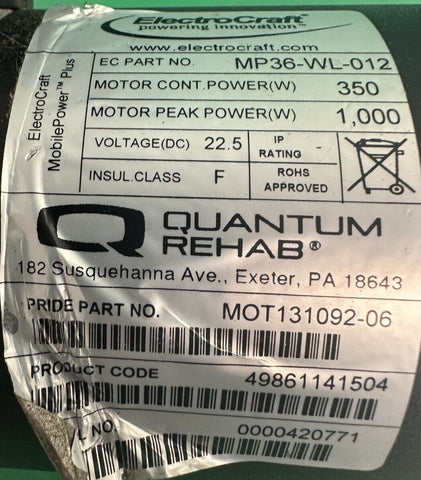 ElectroCraft
powering innovation™
www.electrocraft.com
ElectroCraft
MobilePower™ Plus
EC PART NO. MP36-WL-012
MOTOR CONT.POWER(W) 350
MOTOR PEAK POWER(W) 1,000
VOLTAGE(DC) 22.5 IP RATING -
INSUL.CLASS F ROHS APPROVED
QUANTUM
REHAB®
182 Susquehanna Ave., Exeter, PA 18643
PRIDE PART NO. MOT131092-06
PRODUCT CODE 49861141504
NO. 0000420771